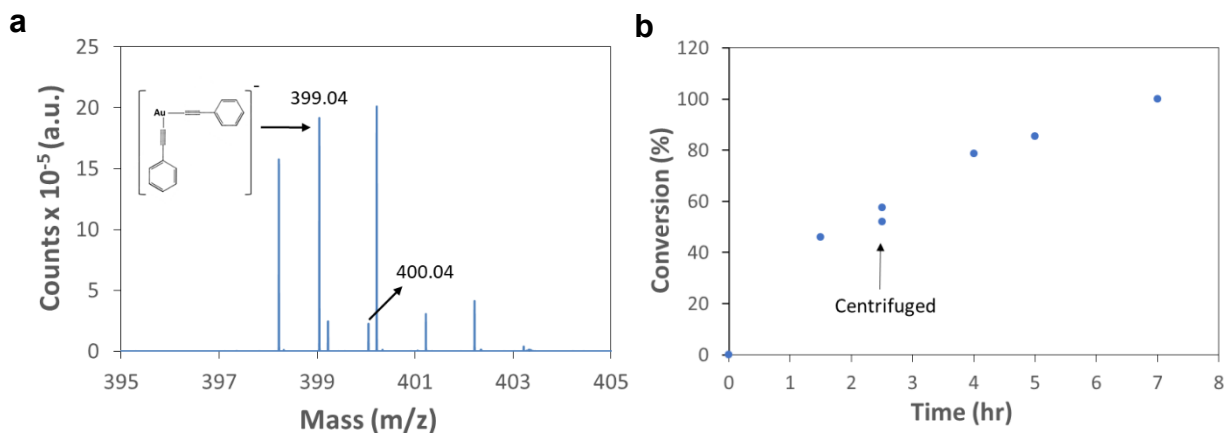 a
25
20
15
10
5
0
Counts x 10⁻⁵ (a.u.)
Au
-
399.04
400.04
395 397 399 401 403 405
Mass (m/z)
b
120
100
80
60
40
20
0
Conversion (%)
Centrifuged
0 1 2 3 4 5 6 7 8
Time (hr)